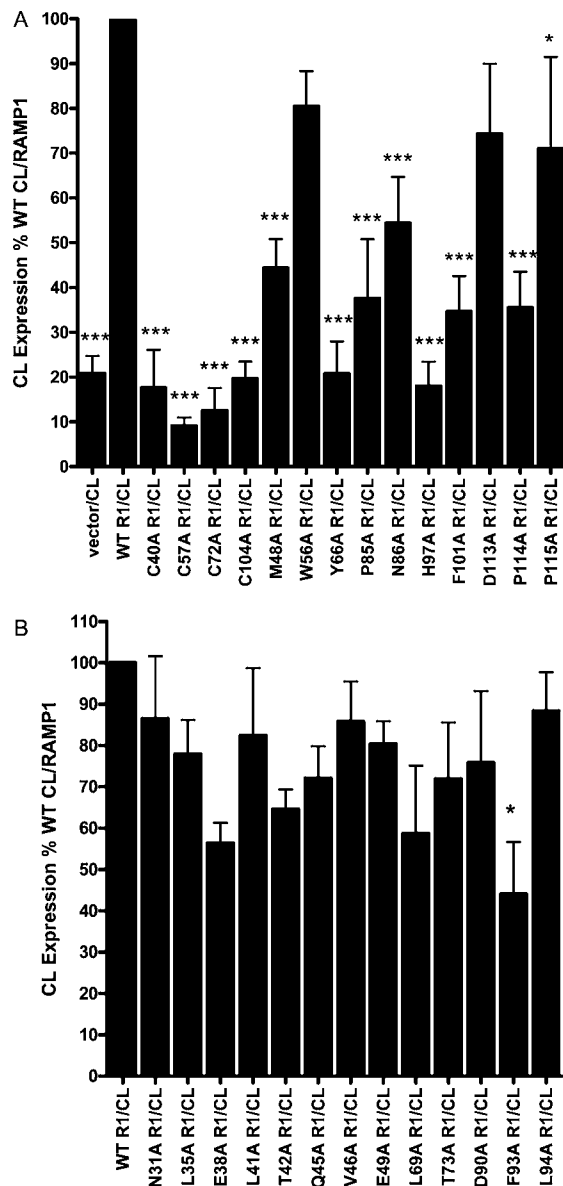 A
CL Expression % WT CL/RAMP1
100
90
80
70
60
50
40
30
20
10
0
***
***
***
***
***
***
***
***
***
***
***
***
*
vector/CL
WT R1/CL
C40A R1/CL
C57A R1/CL
C72A R1/CL
C104A R1/CL
M48A R1/CL
W56A R1/CL
Y66A R1/CL
P85A R1/CL
N86A R1/CL
H97A R1/CL
F101A R1/CL
D113A R1/CL
P114A R1/CL
P115A R1/CL
B
CL Expression % WT CL/RAMP1
110
100
90
80
70
60
50
40
30
20
10
0
*
WT R1/CL
N31A R1/CL
L35A R1/CL
E38A R1/CL
L41A R1/CL
T42A R1/CL
Q45A R1/CL
V46A R1/CL
E49A R1/CL
L69A R1/CL
T73A R1/CL
D90A R1/CL
F93A R1/CL
L94A R1/CL